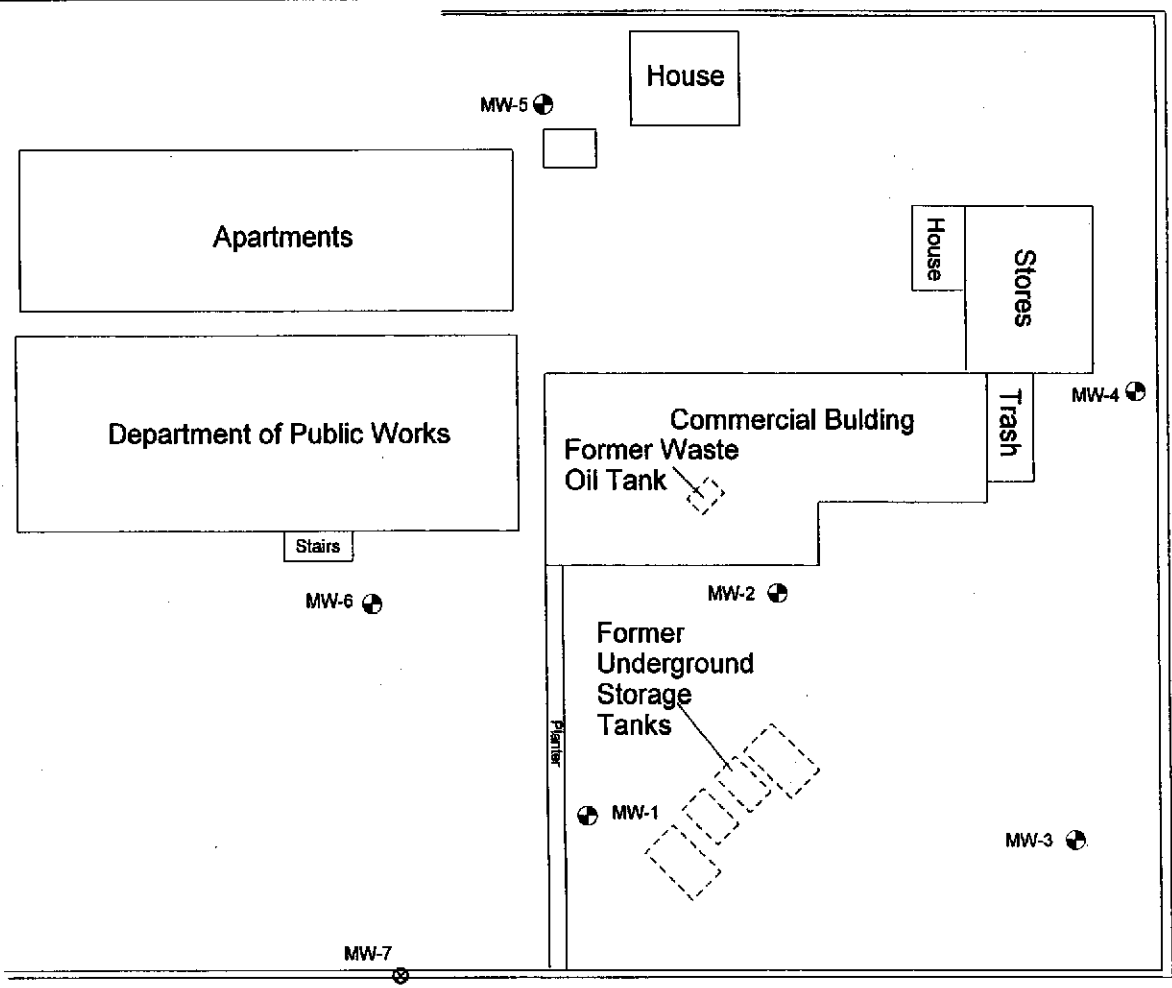 House
MW-5
Apartments
House
Stores
Department of Public Works
Commercial Bulding
Trash
MW-4
Former Waste
Oil Tank
Stairs
MW-6
MW-2
Former
Underground
Storage
Tanks
Planter
MW-1
MW-3
MW-7